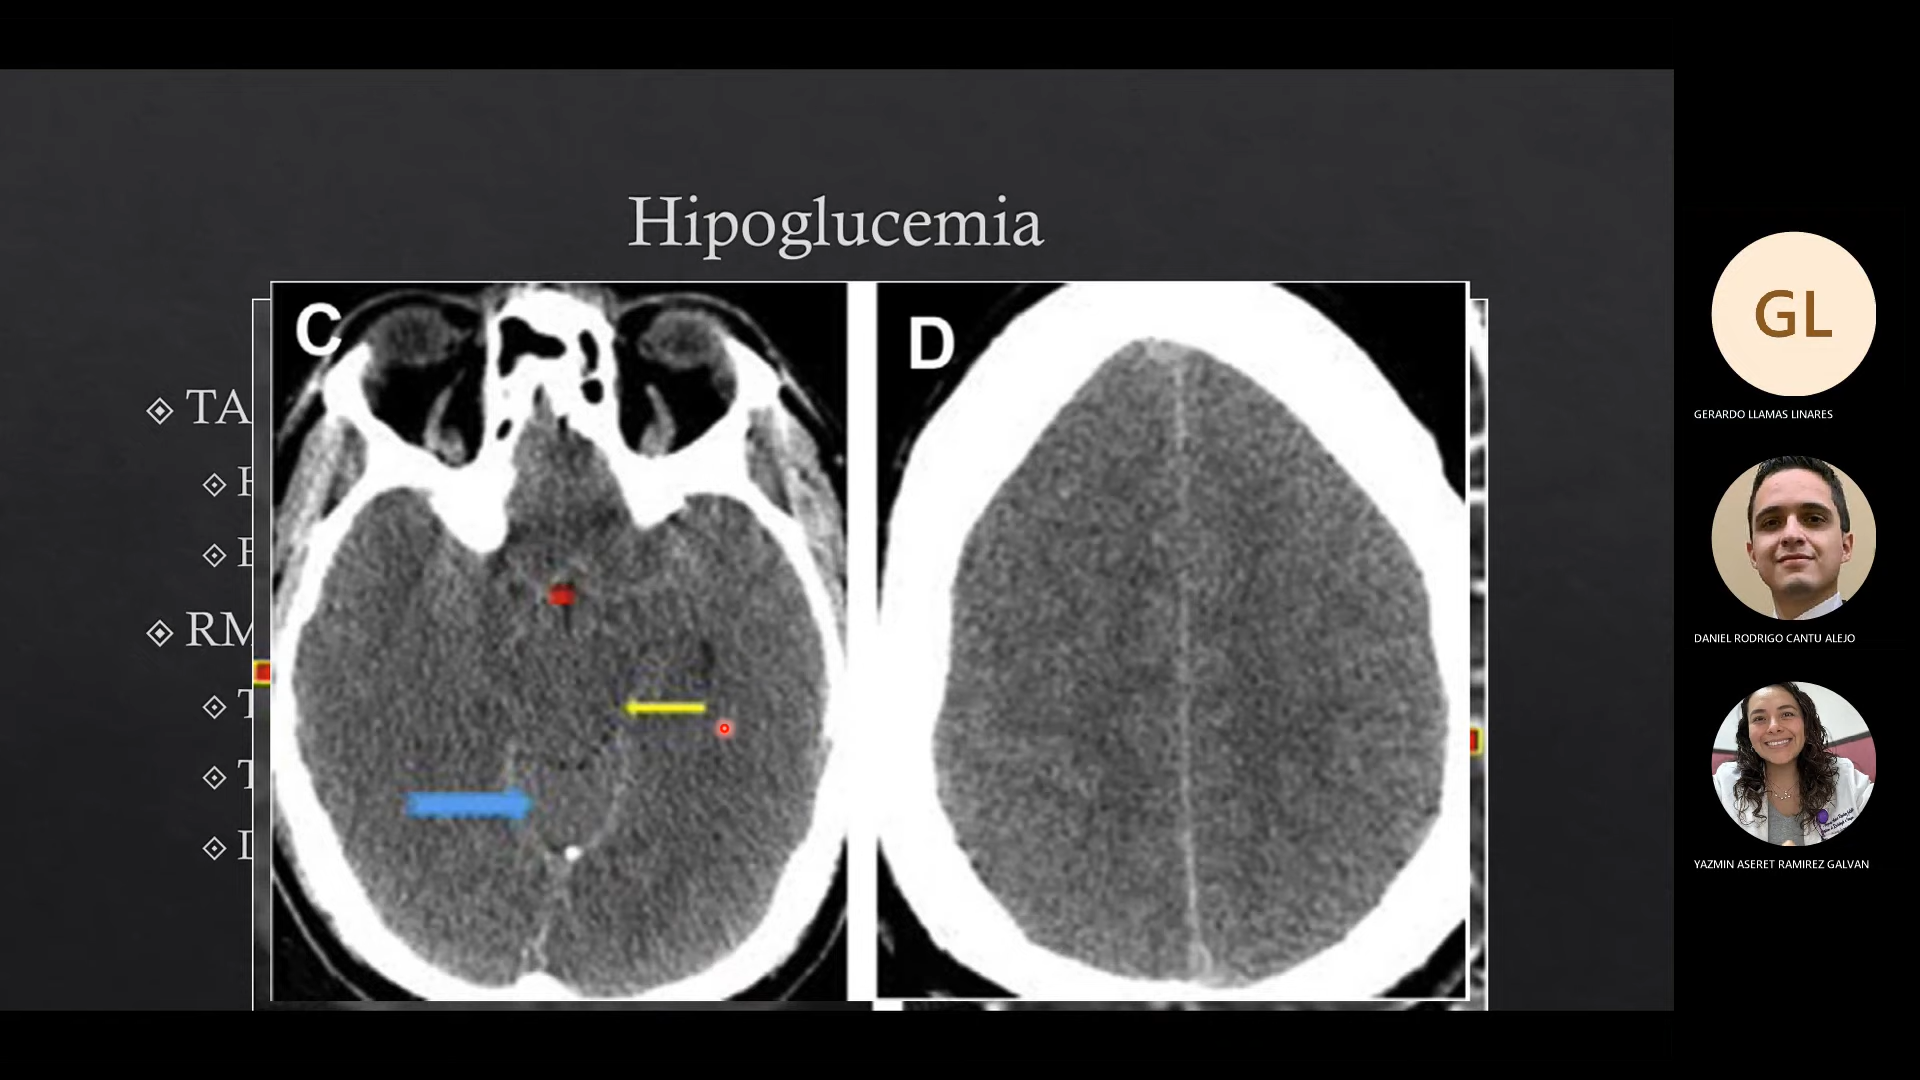 Hipoglucemia
C
D
TA
RM
GL
GERARDO LLAMAS LINARES
DANIEL RODRIGO CANTU ALEJO
YAZMIN ASERET RAMIREZ GALVAN